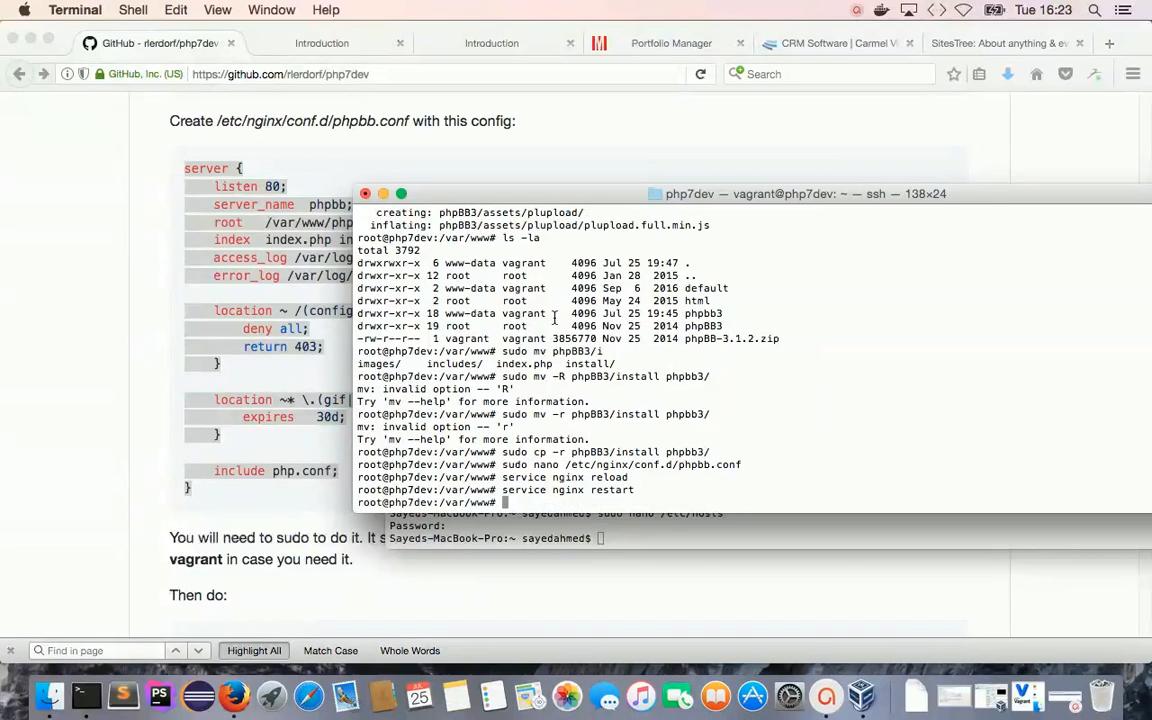 Terminal Shell Edit View Window Help Tue 16:23
GitHub - rlerdorf/php7dev Introduction Introduction Portfolio Manager CRM Software | Carmel Vi SitesTree: About anything & ev
GitHub, Inc. (US) https://github.com/rlerdorf/php7dev Search
Create /etc/nginx/conf.d/phpbb.conf with this config:
server {
listen 80;
server_name phpbb;
root /var/www/php
index index.php in
access_log /var/log
error_log /var/log
location ~ /(config
deny all;
return 403;
}
location ~* \.(gif|
expires 30d;
}
include php.conf;
}
You will need to sudo to do it. It s
vagrant in case you need it.
Then do:
php7dev — vagrant@php7dev: ~ — ssh — 138×24
creating: phpBB3/assets/plupload/
inflating: phpBB3/assets/plupload/plupload.full.min.js
root@php7dev:/var/www# ls -la
total 3792
drwxrwxr-x 6 www-data vagrant 4096 Jul 25 19:47 .
drwxr-xr-x 12 root root 4096 Jan 28 2015 ..
drwxr-xr-x 2 www-data vagrant 4096 Sep 6 2016 default
drwxr-xr-x 2 root root 4096 May 24 2015 html
drwxr-xr-x 18 www-data vagrant 4096 Jul 25 19:45 phpbb3
drwxr-xr-x 19 root root 4096 Nov 25 2014 phpBB3
-rw-r--r-- 1 vagrant vagrant 3856770 Nov 25 2014 phpBB-3.1.2.zip
root@php7dev:/var/www# sudo mv phpBB3/i
images/ includes/ index.php install/
root@php7dev:/var/www# sudo mv -R phpBB3/install phpbb3/
mv: invalid option -- 'R'
Try 'mv --help' for more information.
root@php7dev:/var/www# sudo mv -r phpBB3/install phpbb3/
mv: invalid option -- 'r'
Try 'mv --help' for more information.
root@php7dev:/var/www# sudo cp -r phpBB3/install phpbb3/
root@php7dev:/var/www# sudo nano /etc/nginx/conf.d/phpbb.conf
root@php7dev:/var/www# service nginx reload
root@php7dev:/var/www# service nginx restart
root@php7dev:/var/www#
Sayeds-MacBook-Pro:~ sayedahmed$ sudo nano /etc/hosts
Password:
Sayeds-MacBook-Pro:~ sayedahmed$
Find in page Highlight All Match Case Whole Words